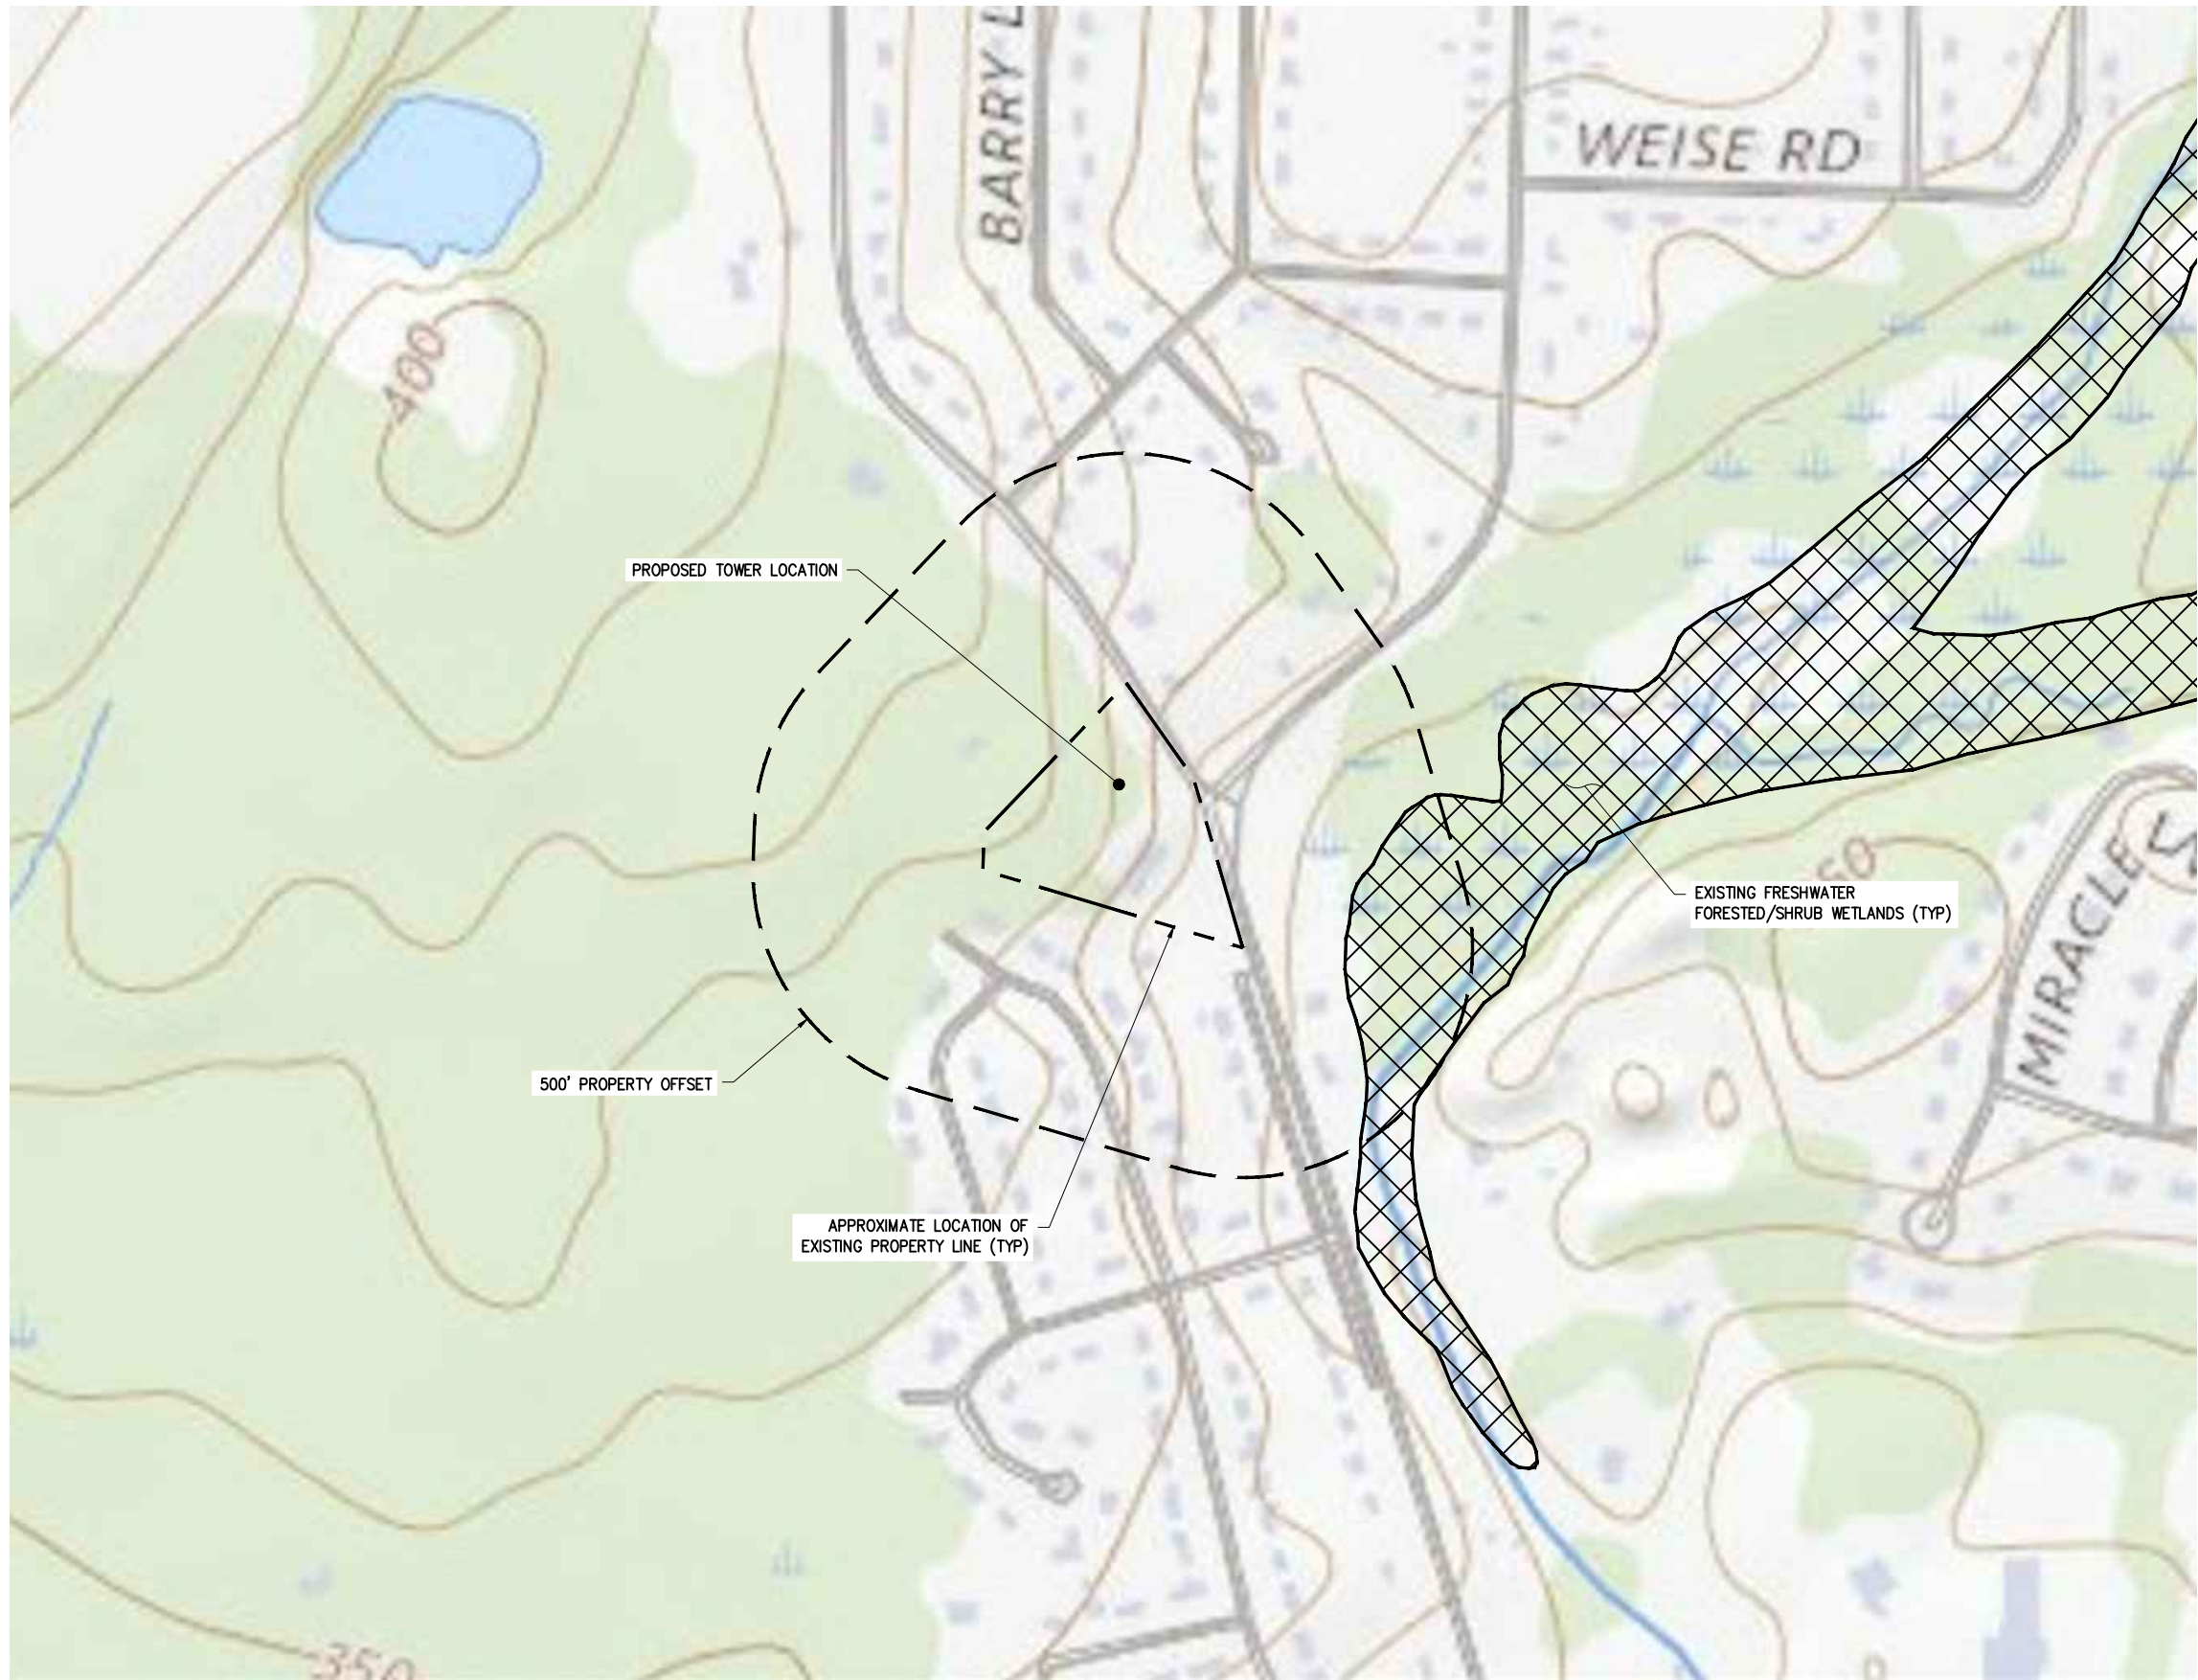 BARRY L
WEISE RD
400
PROPOSED TOWER LOCATION
EXISTING FRESHWATER
FORESTED/SHRUB WETLANDS (TYP)
MIRACLE
500' PROPERTY OFFSET
APPROXIMATE LOCATION OF
EXISTING PROPERTY LINE (TYP)
350